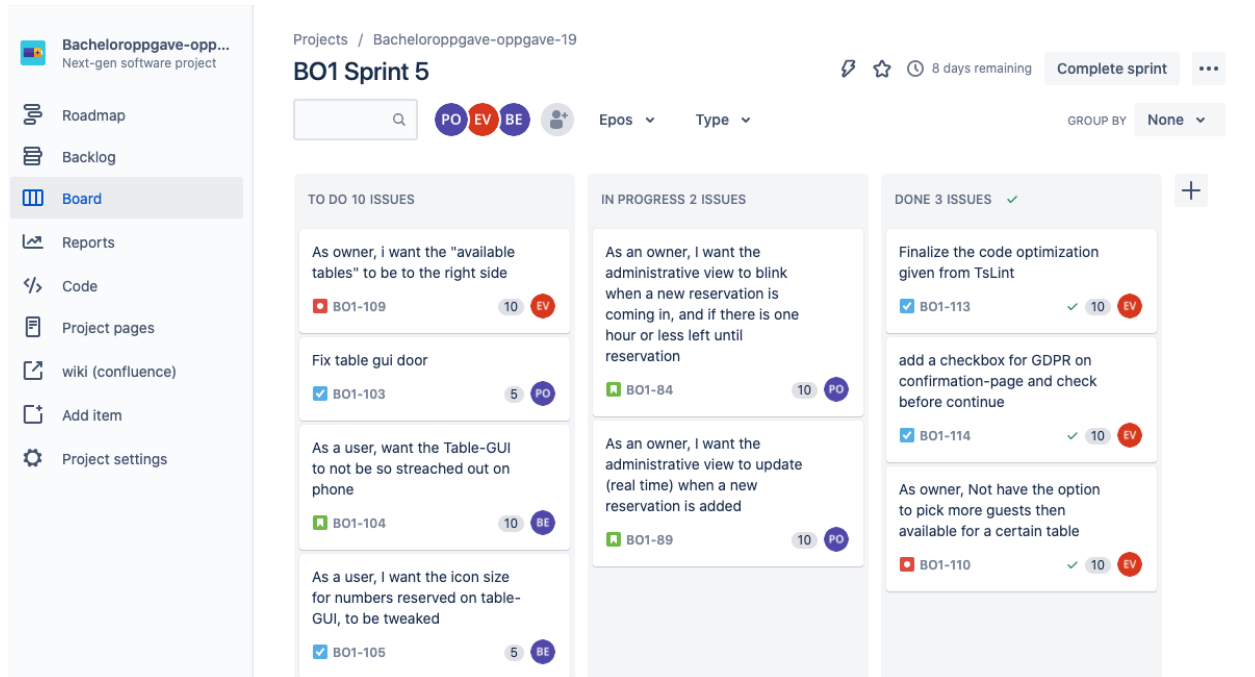 Bacheloroppgave-opp...
Next-gen software project
Roadmap
Backlog
Board
Reports
Code
Project pages
wiki (confluence)
Add item
Project settings
Projects / Bacheloroppgave-oppgave-19
BO1 Sprint 5
8 days remaining
Complete sprint
PO EV BE
Epos
Type
GROUP BY None
TO DO 10 ISSUES
As owner, i want the "available
tables" to be to the right side
BO1-109 10 EV
Fix table gui door
BO1-103 5 PO
As a user, want the Table-GUI
to not be so streached out on
phone
BO1-104 10 BE
As a user, I want the icon size
for numbers reserved on table-
GUI, to be tweaked
BO1-105 5 BE
IN PROGRESS 2 ISSUES
As an owner, I want the
administrative view to blink
when a new reservation is
coming in, and if there is one
hour or less left until
reservation
BO1-84 10 PO
As an owner, I want the
administrative view to update
(real time) when a new
reservation is added
BO1-89 10 PO
DONE 3 ISSUES
Finalize the code optimization
given from TsLint
BO1-113 10 EV
add a checkbox for GDPR on
confirmation-page and check
before continue
BO1-114 10 EV
As owner, Not have the option
to pick more guests then
available for a certain table
BO1-110 10 EV